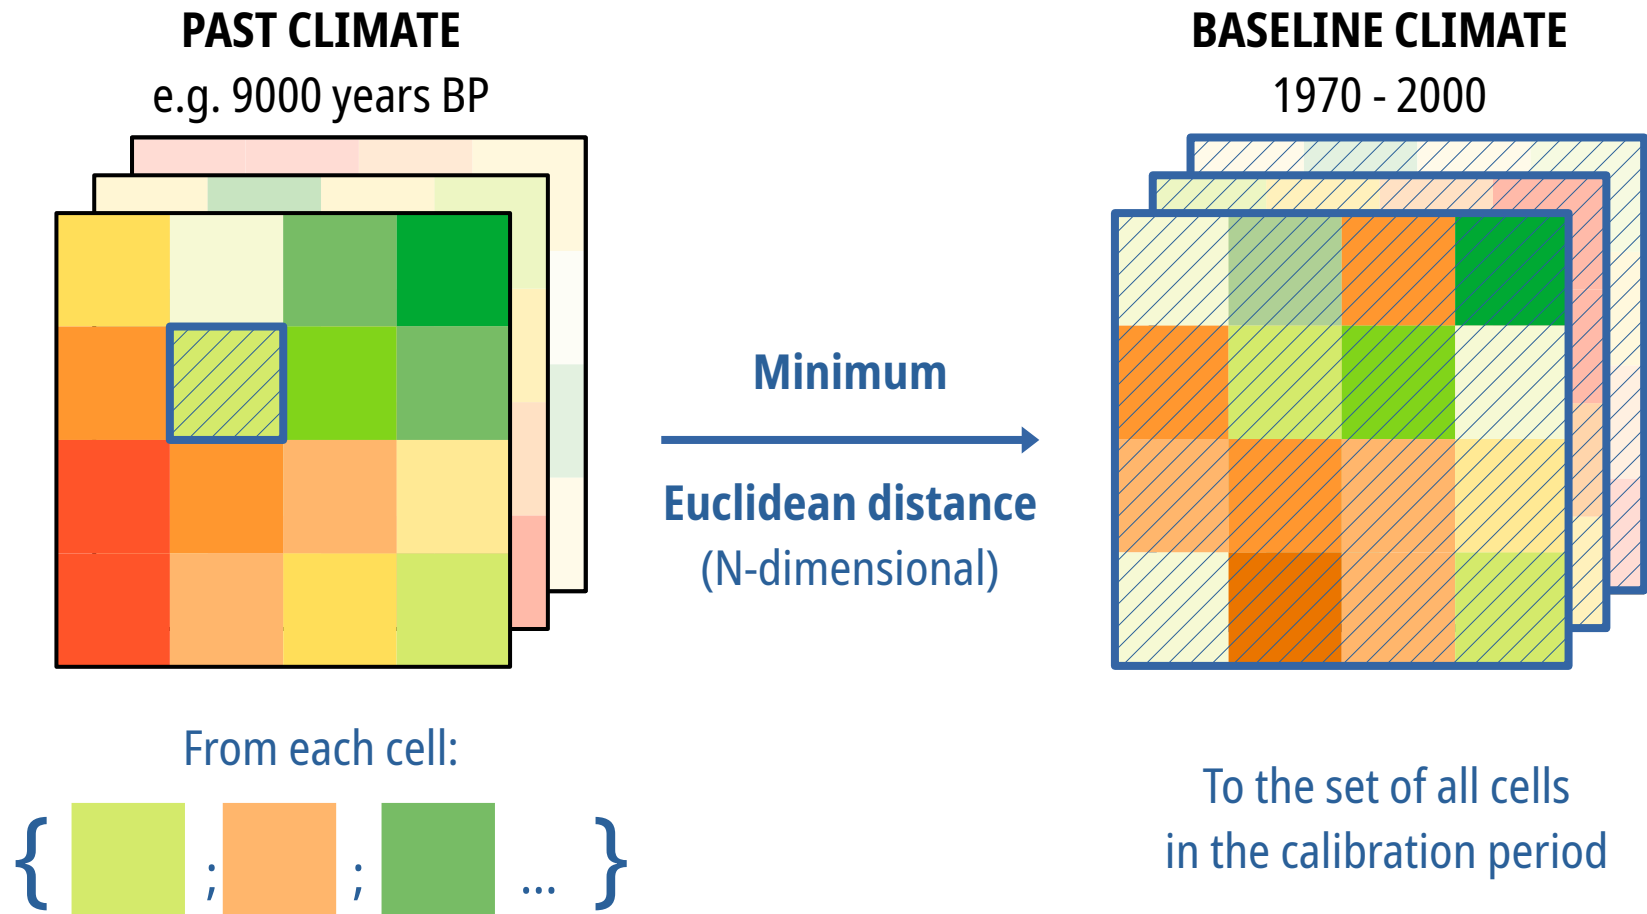 PAST CLIMATE
e.g. 9000 years BP
BASELINE CLIMATE
1970 - 2000
Minimum
Euclidean distance
(N-dimensional)
From each cell:
{ ; ; ... }
To the set of all cells
in the calibration period